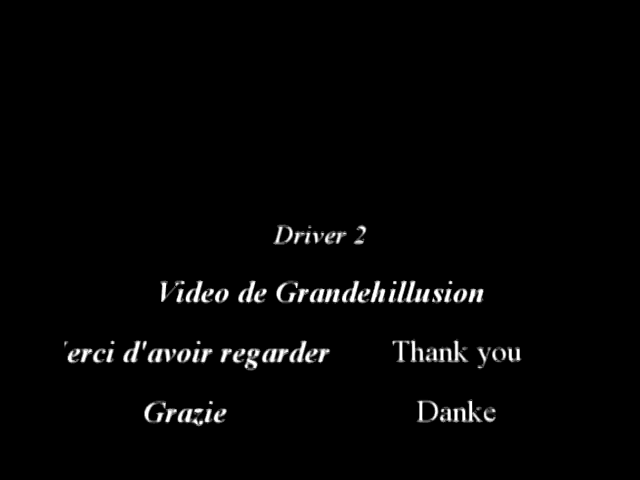 Driver 2
Video de Grandehillusion
erci d'avoir regarder Thank you
Grazie Danke